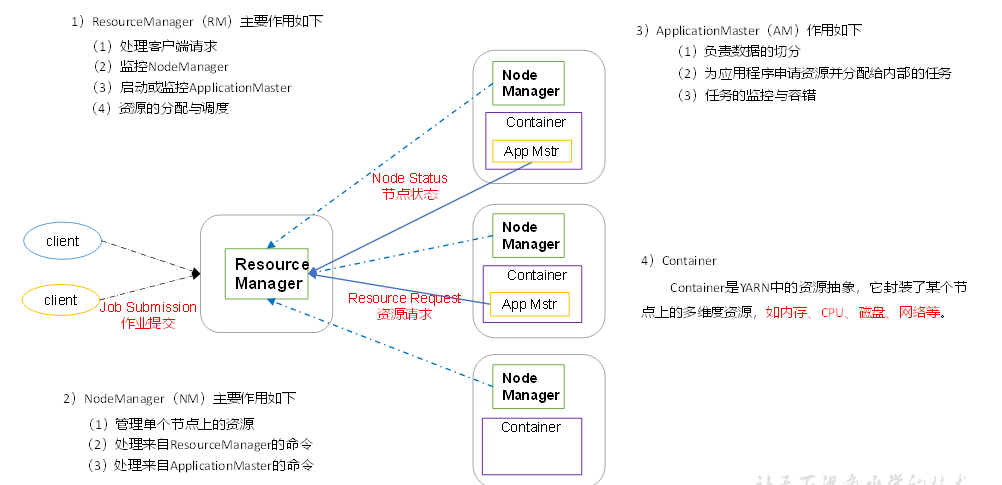 1）ResourceManager（RM）主要作用如下
（1）处理客户端请求
（2）监控NodeManager
（3）启动或监控ApplicationMaster
（4）资源的分配与调度
3）ApplicationMaster（AM）作用如下
（1）负责数据的切分
（2）为应用程序申请资源并分配给内部的任务
（3）任务的监控与容错
Node
Manager
Container
App Mstr
Node Status
节点状态
client
client
Job Submission
作业提交
Resource
Manager
Node
Manager
Container
App Mstr
Resource Request
资源请求
4）Container
Container是YARN中的资源抽象，它封装了某个节
点上的多维度资源，如内存、CPU、磁盘、网络等。
Node
Manager
Container
2）NodeManager（NM）主要作用如下
（1）管理单个节点上的资源
（2）处理来自ResourceManager的命令
（3）处理来自ApplicationMaster的命令